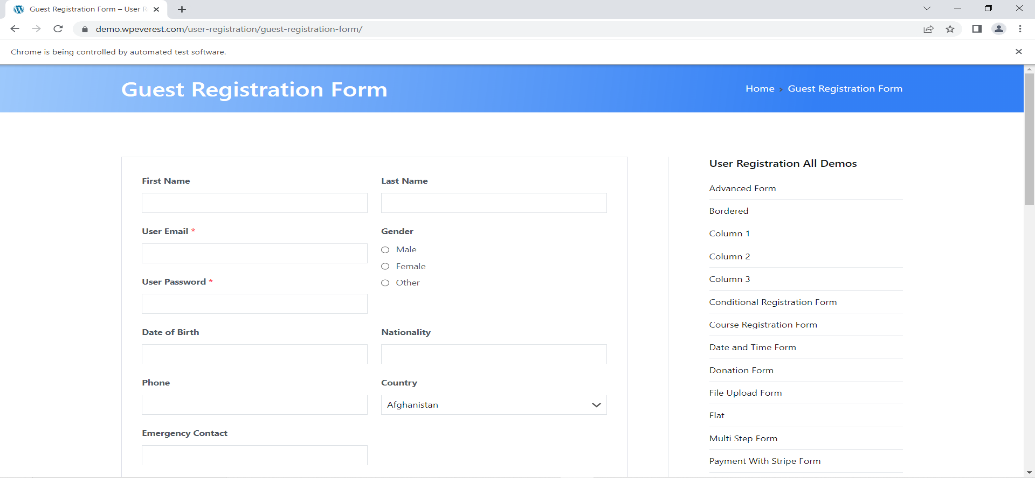 Guest Registration Form – User R
demo.wpeverest.com/user-registration/guest-registration-form/
Chrome is being controlled by automated test software.
Guest Registration Form
Home » Guest Registration Form
First Name
Last Name
User Email *
Gender
Male
Female
Other
User Password *
Date of Birth
Nationality
Phone
Country
Afghanistan
Emergency Contact
User Registration All Demos
Advanced Form
Bordered
Column 1
Column 2
Column 3
Conditional Registration Form
Course Registration Form
Date and Time Form
Donation Form
File Upload Form
Flat
Multi Step Form
Payment With Stripe Form